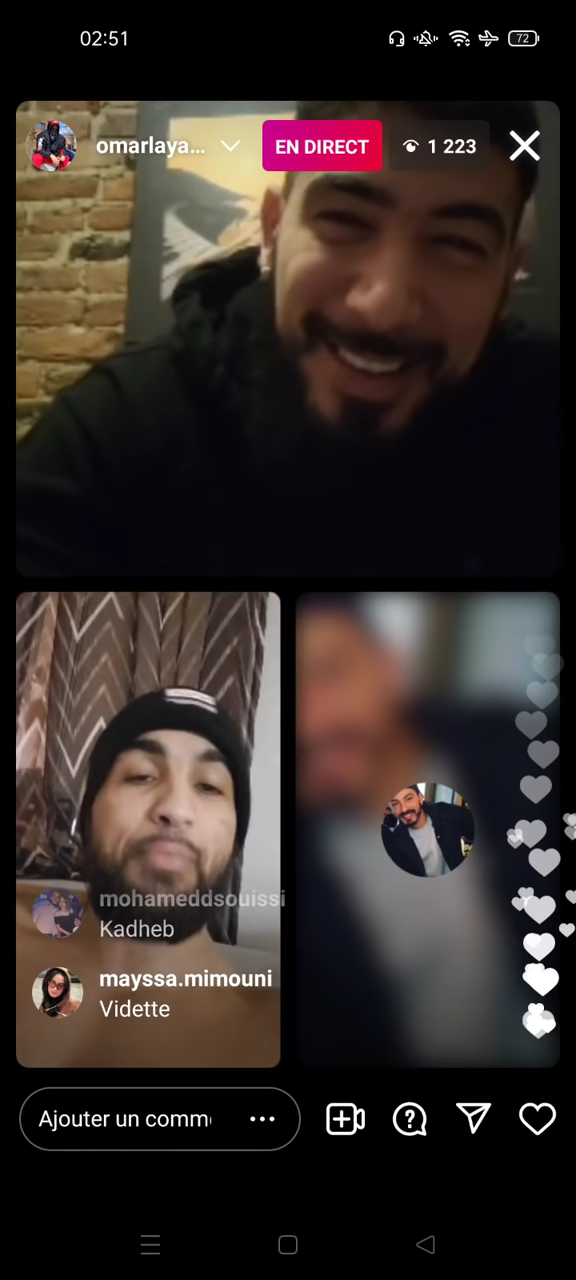 02:51
72
omarlaya...
EN DIRECT
1 223
mohameddsouissi
Kadheb
mayssa.mimouni
Vidette
Ajouter un comm